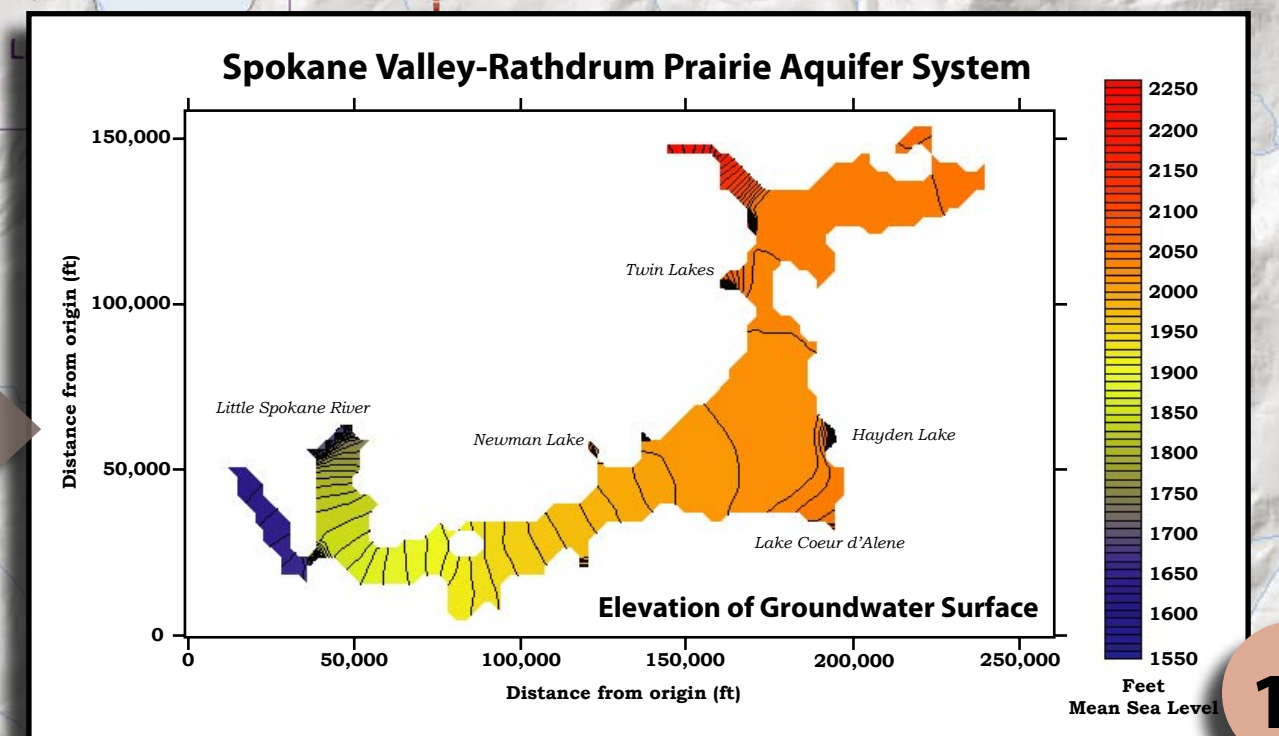 Spokane Valley-Rathdrum Prairie Aquifer System
150,000
100,000
50,000
0
Distance from origin (ft)
0 50,000 100,000 150,000 200,000 250,000
Distance from origin (ft)
Twin Lakes
Little Spokane River
Newman Lake
Hayden Lake
Lake Coeur d'Alene
Elevation of Groundwater Surface
2250
2200
2150
2100
2050
2000
1950
1900
1850
1800
1750
1700
1650
1600
1550
Feet
Mean Sea Level